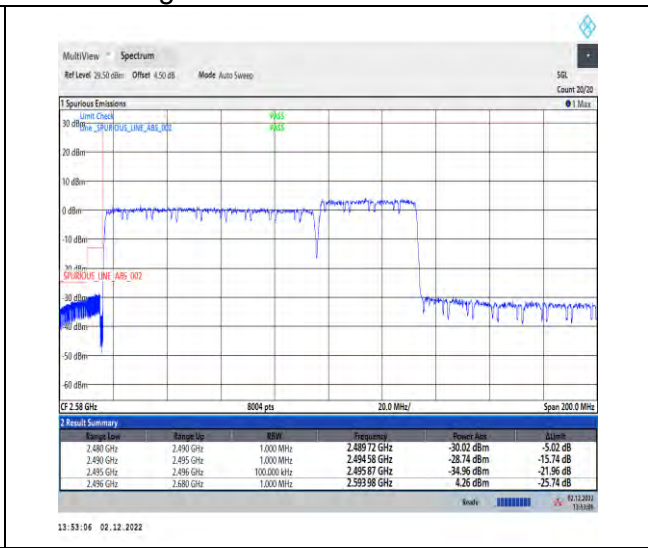 MultiView Spectrum
Ref Level 29.50 dBm Offset 4.50 dB Mode Auto Sweep SGL
Count 20/20
1 Spurious Emissions 1 Max
Limit Check PASS
30 dBm Line _SPURIOUS_LINE_ABS_002 PASS
20 dBm
10 dBm
0 dBm
-10 dBm
-20 dBm
_SPURIOUS_LINE_ABS_002
-30 dBm
-40 dBm
-50 dBm
-60 dBm
CF 2.58 GHz 8004 pts 20.0 MHz/ Span 200.0 MHz
2 Result Summary
Range Low Range Up RBW Frequency Power Abs ΔLimit
2.480 GHz 2.490 GHz 1.000 MHz 2.489 72 GHz -30.02 dBm -5.02 dB
2.490 GHz 2.495 GHz 1.000 MHz 2.494 58 GHz -28.74 dBm -15.74 dB
2.495 GHz 2.496 GHz 100.000 kHz 2.495 87 GHz -34.96 dBm -21.96 dB
2.496 GHz 2.680 GHz 1.000 MHz 2.593 98 GHz 4.26 dBm -25.74 dB
Ready 02.12.2022
13:53:05
13:53:06 02.12.2022